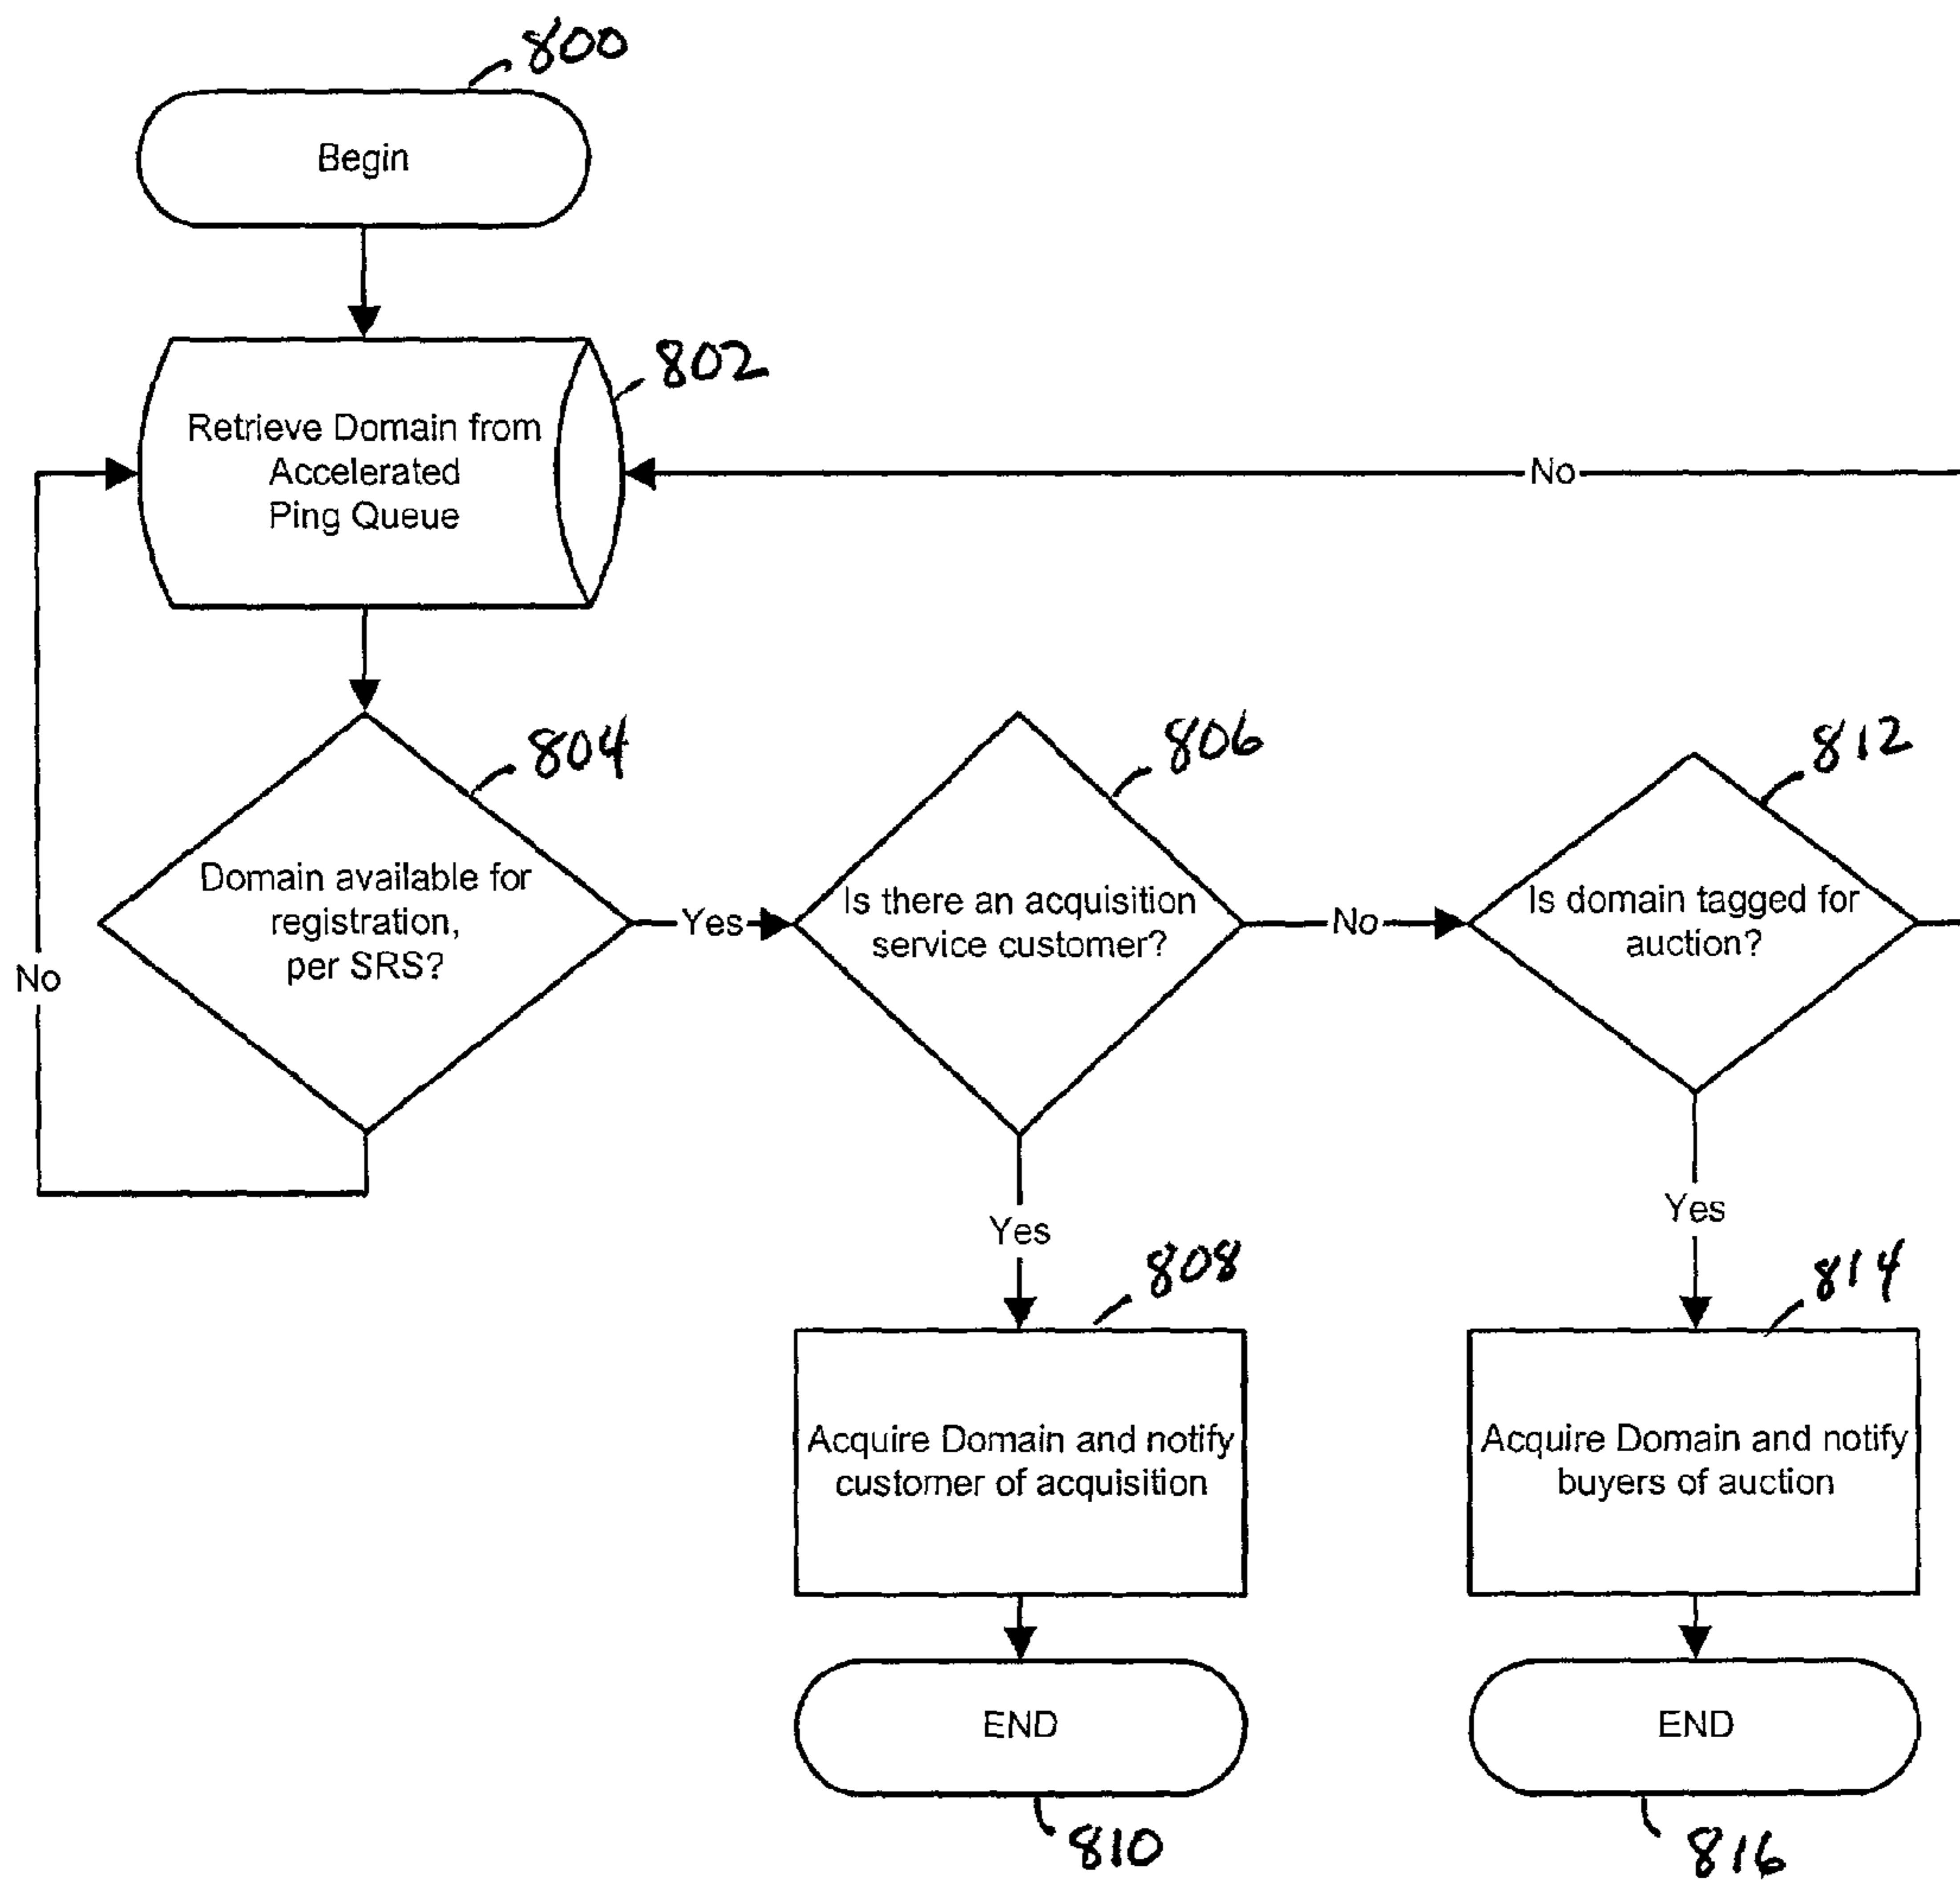 800
Begin
802
Retrieve Domain from
Accelerated
Ping Queue
No
804
Domain available for
registration,
per SRS?
No
Yes
806
Is there an acquisition
service customer?
No
812
Is domain tagged for
auction?
Yes
808
Acquire Domain and notify
customer of acquisition
END
810
Yes
814
Acquire Domain and notify
buyers of auction
END
816